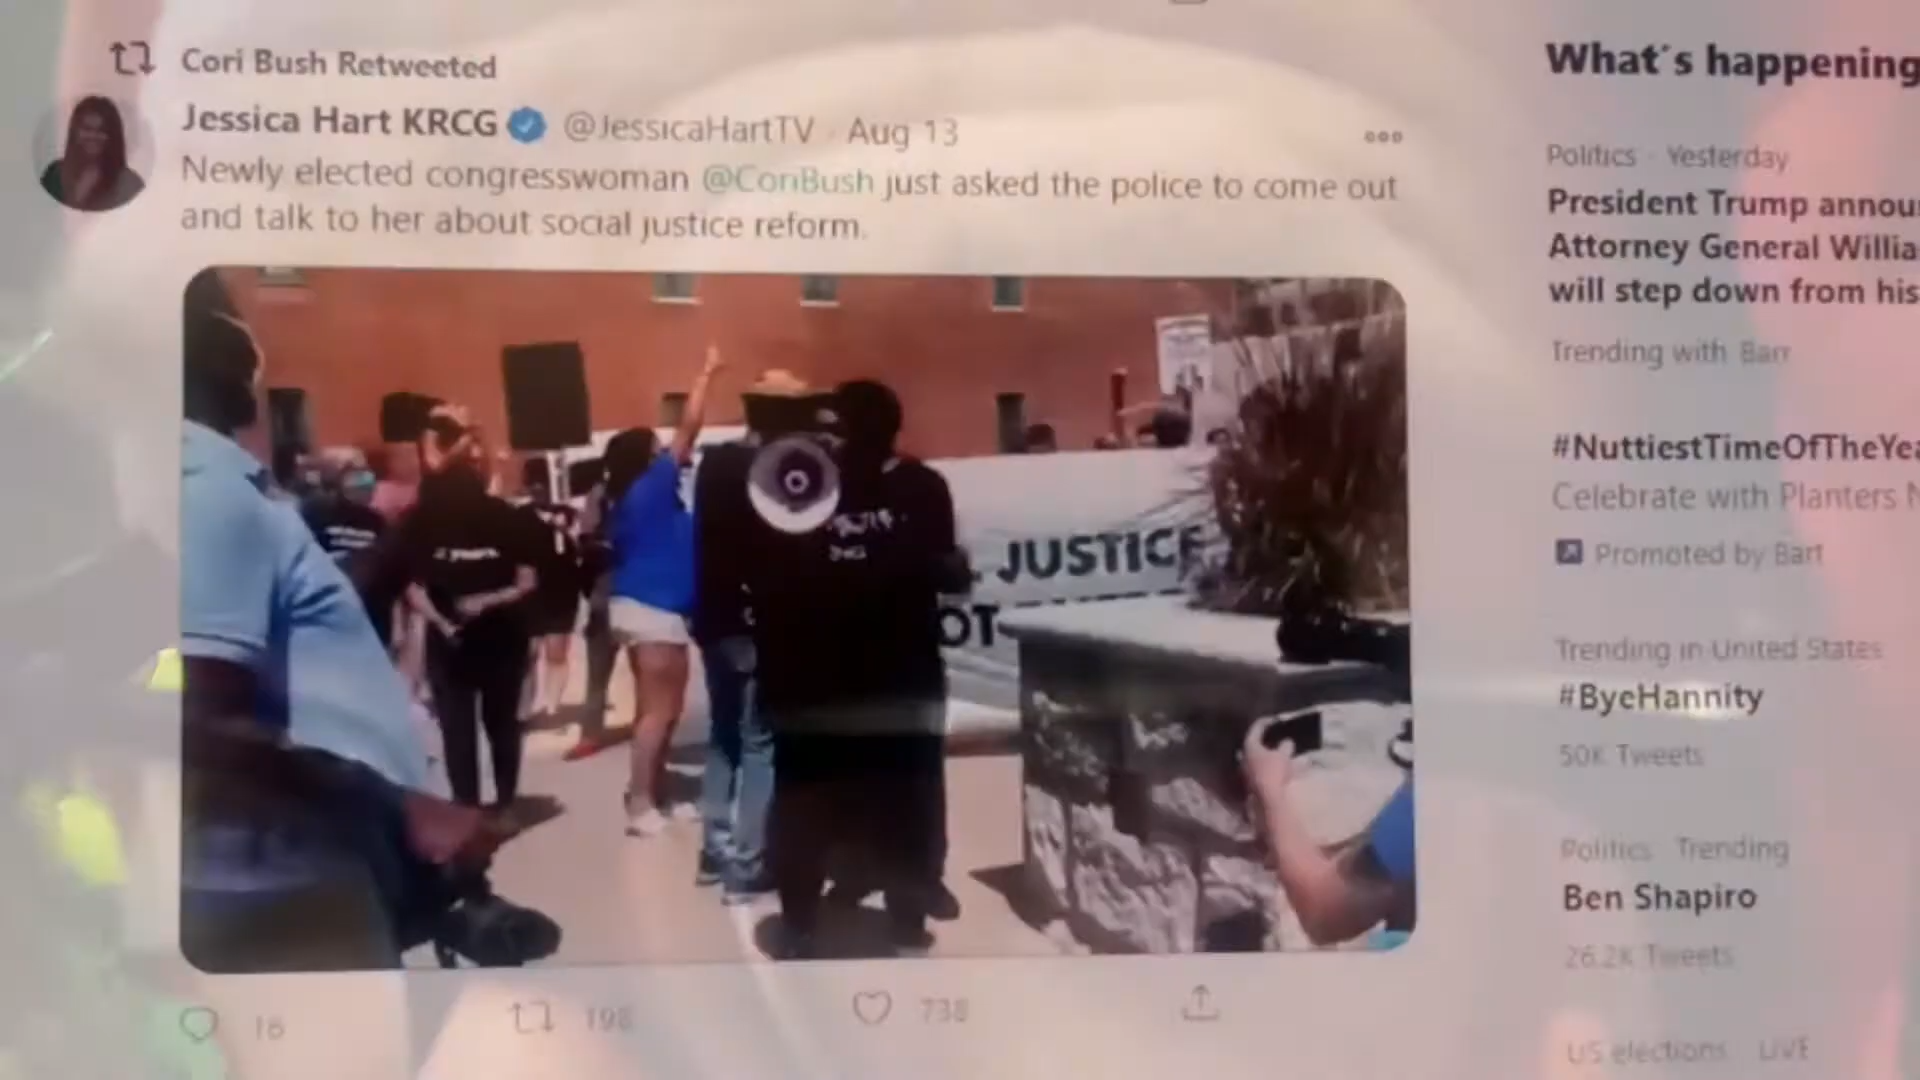 Cori Bush Retweeted
Jessica Hart KRCG @JessicaHartTV · Aug 13
Newly elected congresswoman @CoriBush just asked the police to come out
and talk to her about social justice reform.
JUSTICE
OT
16
198
738
What's happening
Politics · Yesterday
President Trump annou
Attorney General Willia
will step down from his
Trending with Barr
#NuttiestTimeOfTheYea
Celebrate with Planters N
Promoted by Barr
Trending in United States
#ByeHannity
50K Tweets
Politics · Trending
Ben Shapiro
26.2K Tweets
US elections · LIVE